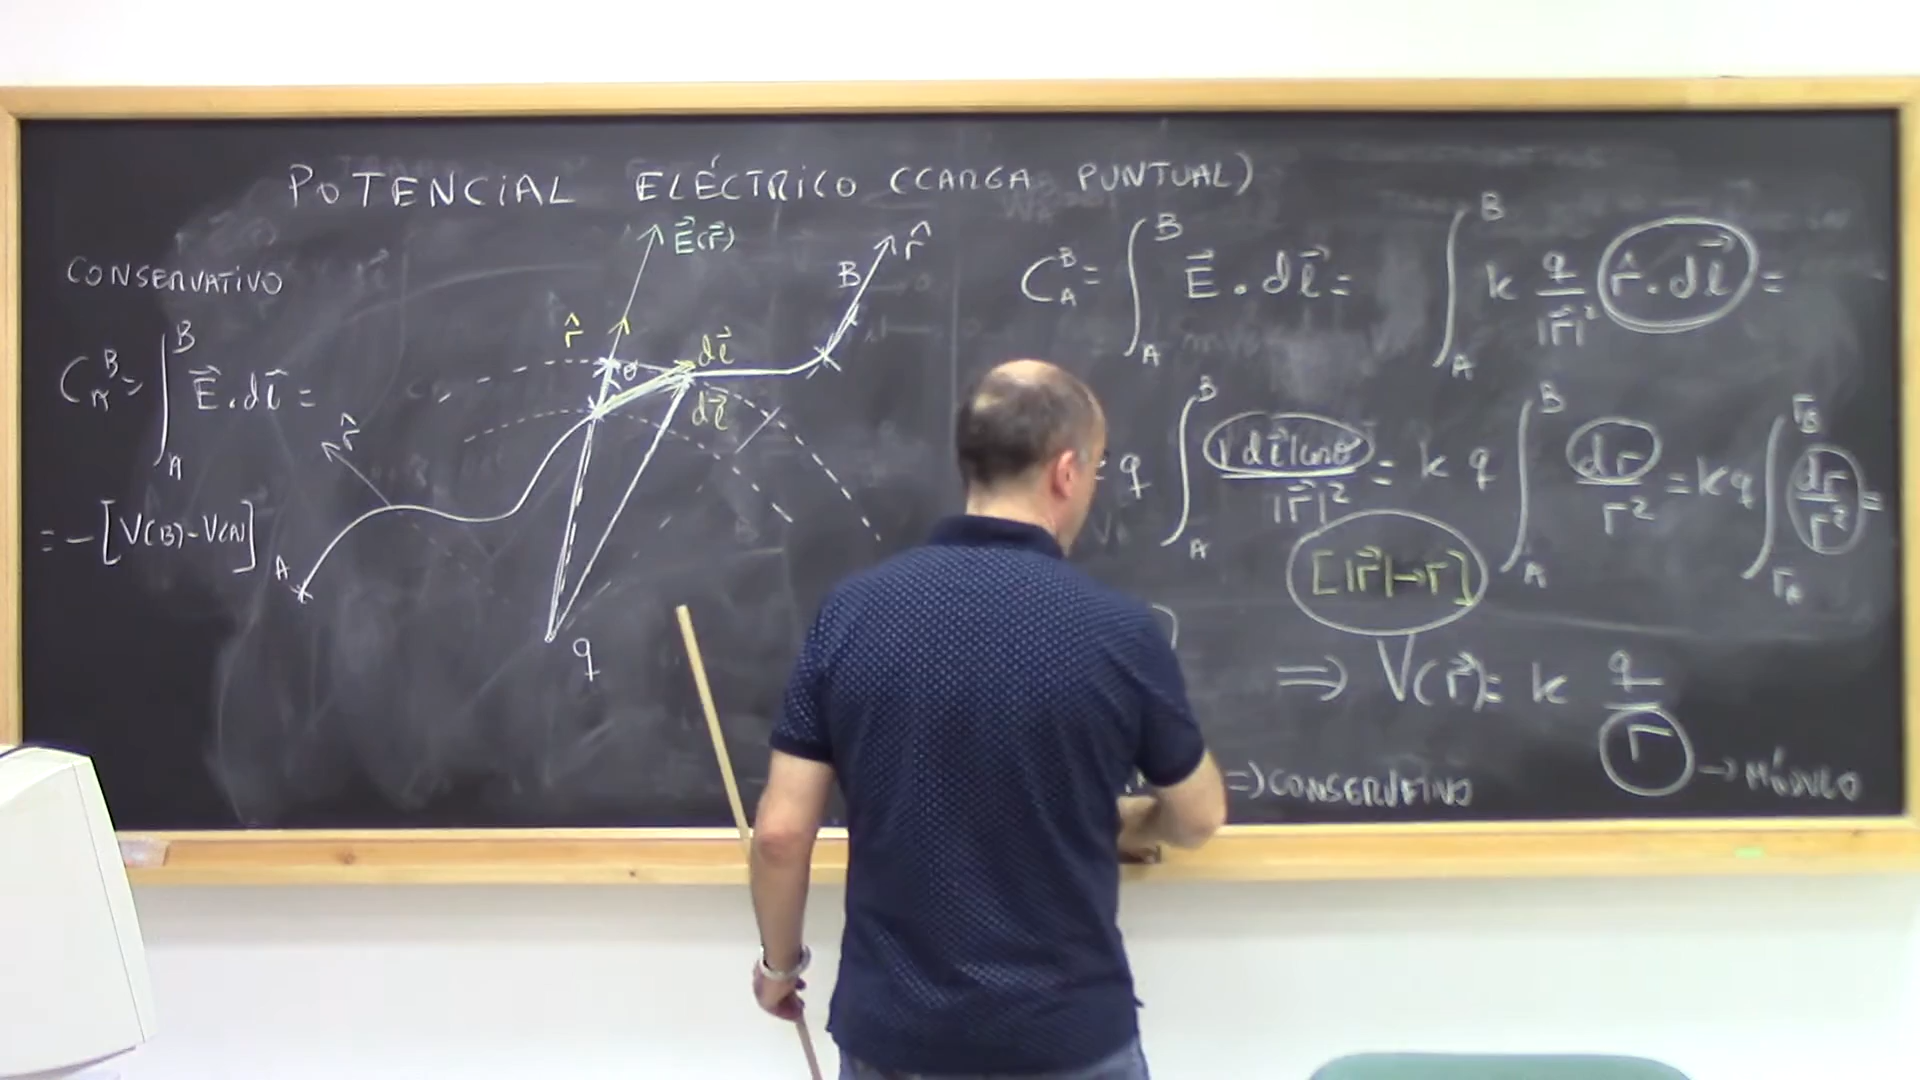 POTENCIAL ELÉCTRICO (CARGA PUNTUAL)
CONSERVATIVO
C_A^B = ∫_A^B E⃗ . dl⃗ =
= - [V(B) - V(A)]
E⃗(r⃗)
r̂
B
r̂
dl⃗
θ
dl⃗
r̂
A
q
C_A^B = ∫_A^B E⃗ . dl⃗ = ∫_A^B k q/|r⃗|² r̂ . dl⃗ =
= q ∫_A^B |dl⃗| cosθ/|r⃗|² = k q ∫_A^B dr/r² = k q ∫_{r_A}^{r_B} dr/r² =
[|r⃗| → r]
⇒ V(r⃗) = k q/r → MÓDULO
⇒ CONSERVATIVO